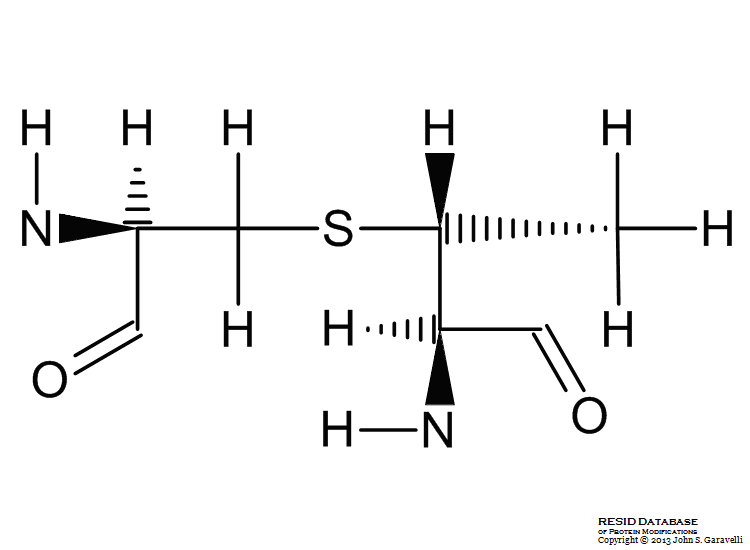 H H H H H
N S H
H H H
O O
H N
RESID DATABASE
OF PROTEIN MODIFICATIONS
Copyright © 2013 John S. Garavelli